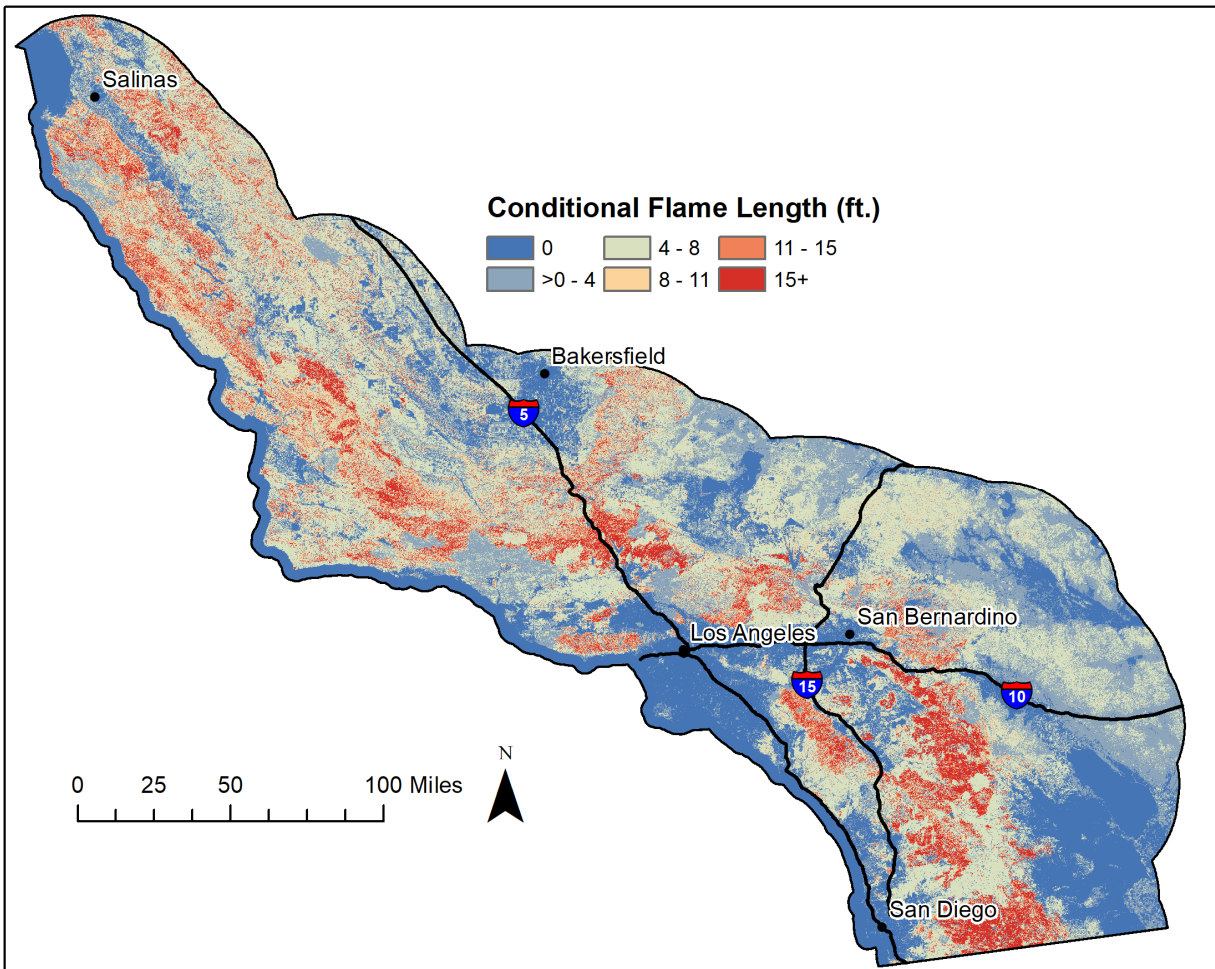 Salinas
Conditional Flame Length (ft.)
0 4 - 8 11 - 15
>0 - 4 8 - 11 15+
Bakersfield
5
San Bernardino
Los Angeles
15
10
N
0 25 50 100 Miles
San Diego